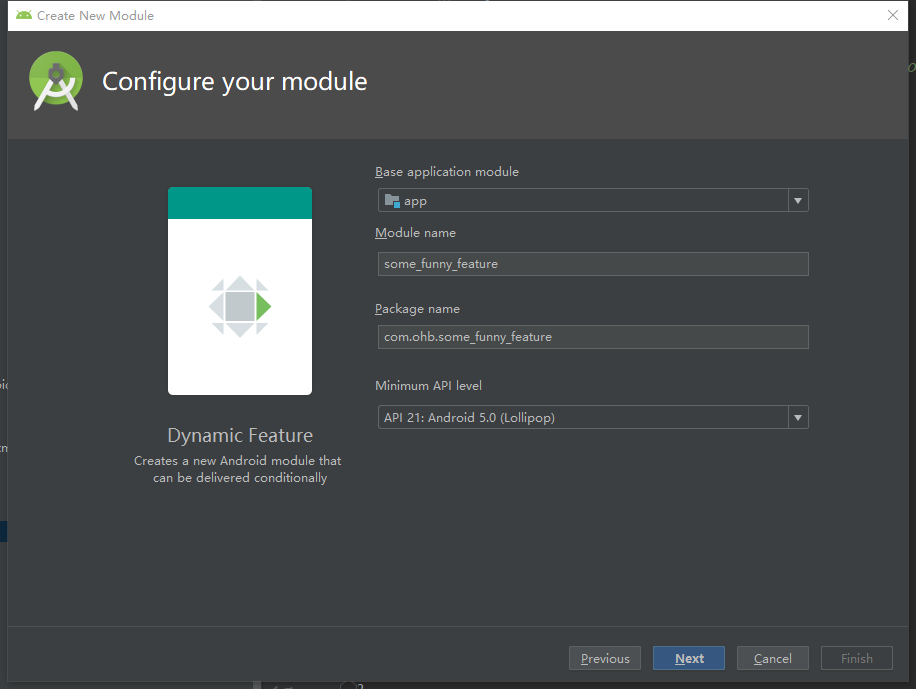 Create New Module
Configure your module
Base application module
app
Module name
some_funny_feature
Package name
com.ohb.some_funny_feature
Minimum API level
API 21: Android 5.0 (Lollipop)
Dynamic Feature
Creates a new Android module that
can be delivered conditionally
Previous
Next
Cancel
Finish